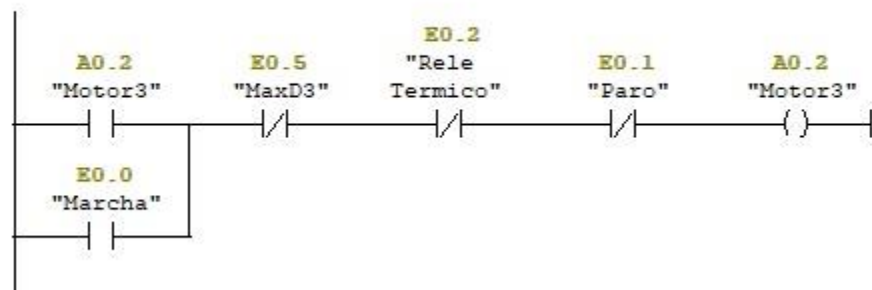 E0.2
A0.2 E0.5 "Rele E0.1 A0.2
"Motor3" "MaxD3" Termico" "Paro" "Motor3"
E0.0
"Marcha"